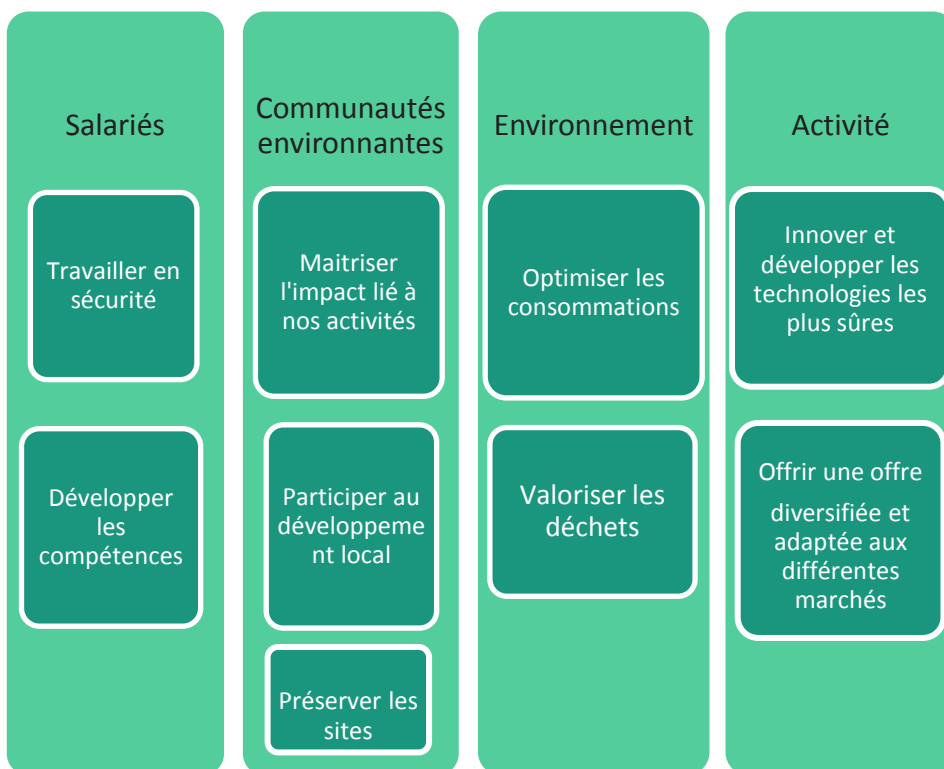 Salariés
Travailler en
sécurité
Développer
les
compétences
Communautés
environnantes
Maitriser
l'impact lié à
nos activités
Participer au
développeme
nt local
Préserver les
sites
Environnement
Optimiser les
consommations
Valoriser les
déchets
Activité
Innover et
développer les
technologies les
plus sûres
Offrir une offre
diversifiée et
adaptée aux
différentes
marchés